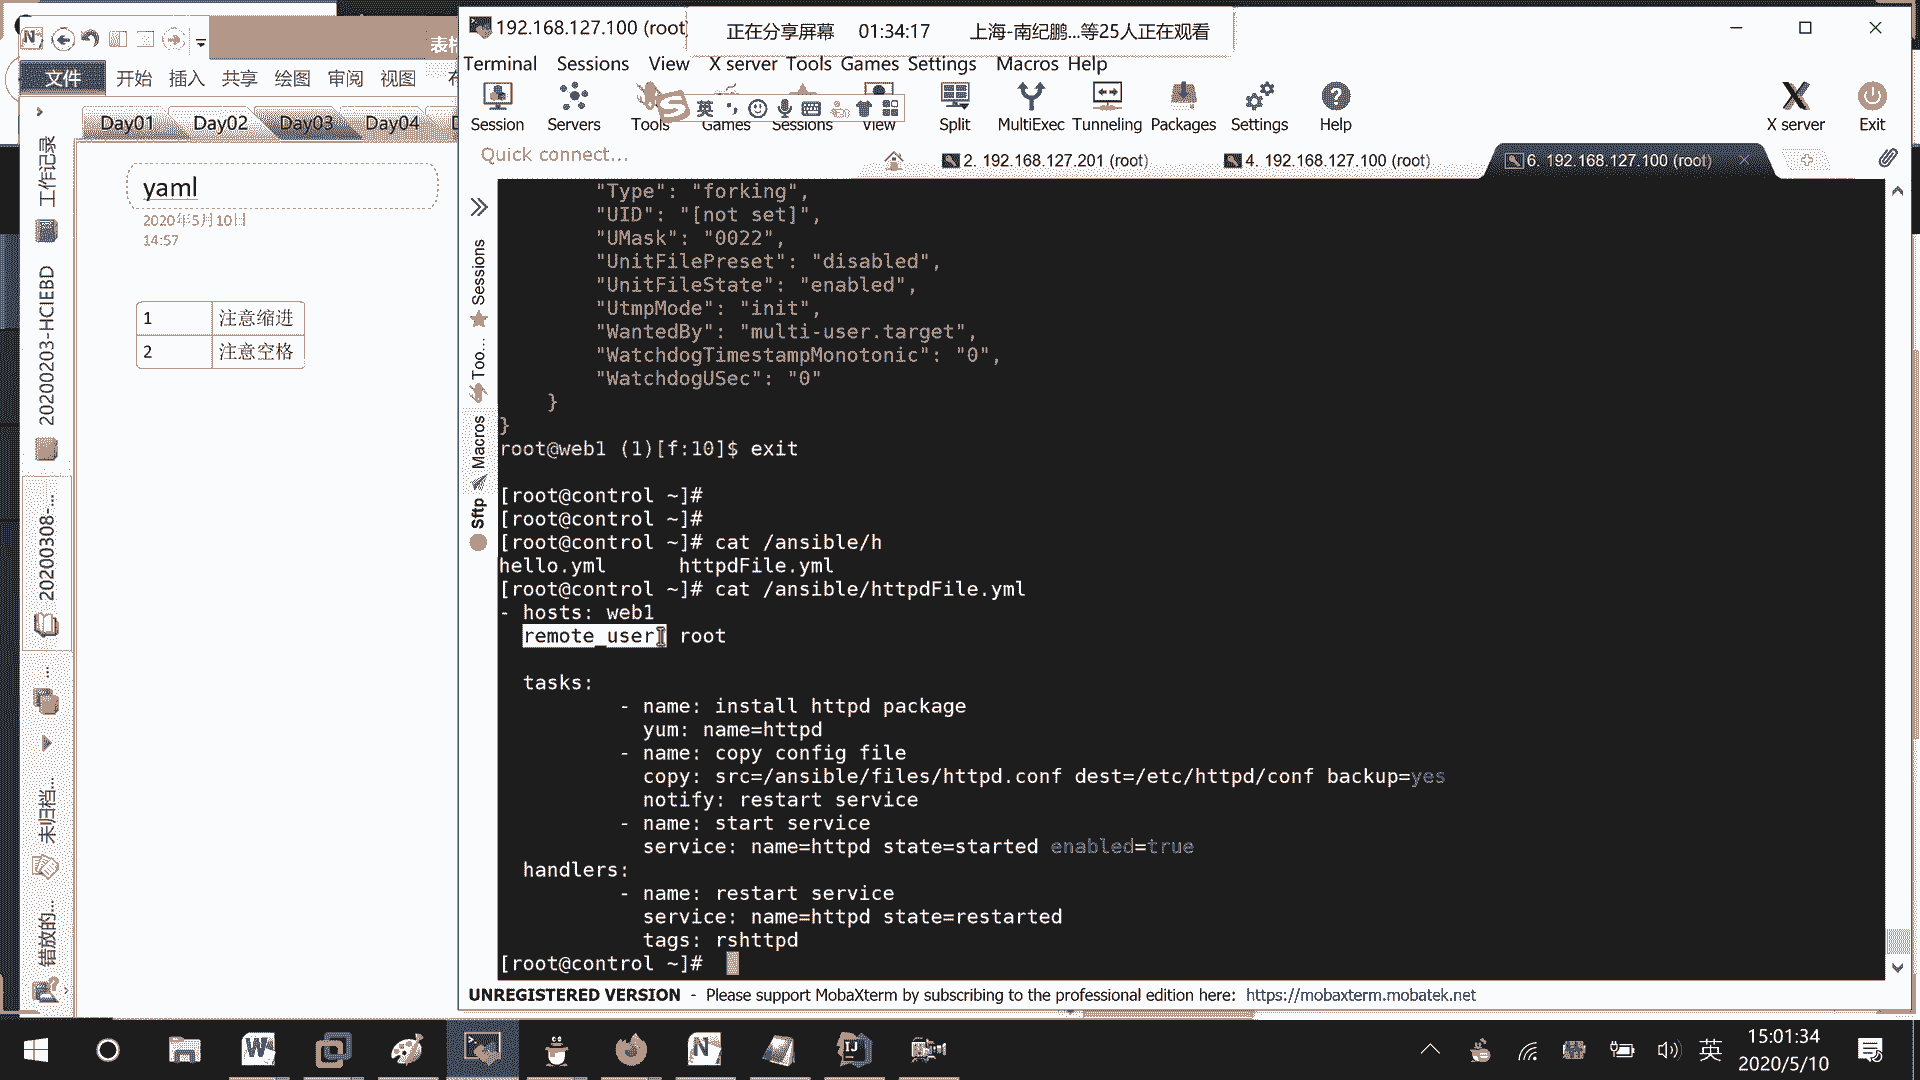 192.168.127.100 (root
正在分享屏幕 01:34:17 上海-南纪鹏...等25人正在观看
Terminal Sessions View X server Tools Games Settings Macros Help
Session Servers Tools Games Sessions View Split MultiExec Tunneling Packages Settings Help X server Exit
英
Quick connect...
2. 192.168.127.201 (root)
4. 192.168.127.100 (root)
6. 192.168.127.100 (root)
文件 开始 插入 共享 绘图 审阅 视图
Day01 Day02 Day03 Day04
yaml
2020年5月10日
14:57
1 注意缩进
2 注意空格
工作记录
20200203-HCIEBD
20200308-...
...
未归档...
错放的...
Sessions
Too...
Macros
Sftp
"Type": "forking",
"UID": "[not set]",
"UMask": "0022",
"UnitFilePreset": "disabled",
"UnitFileState": "enabled",
"UtmpMode": "init",
"WantedBy": "multi-user.target",
"WatchdogTimestampMonotonic": "0",
"WatchdogUSec": "0"
}
}
root@web1 (1)[f:10]$ exit
[root@control ~]#
[root@control ~]#
[root@control ~]# cat /ansible/h
hello.yml httpdFile.yml
[root@control ~]# cat /ansible/httpdFile.yml
- hosts: web1
remote_user: root
tasks:
- name: install httpd package
yum: name=httpd
- name: copy config file
copy: src=/ansible/files/httpd.conf dest=/etc/httpd/conf backup=yes
notify: restart service
- name: start service
service: name=httpd state=started enabled=true
handlers:
- name: restart service
service: name=httpd state=restarted
tags: rshttpd
[root@control ~]#
UNREGISTERED VERSION - Please support MobaXterm by subscribing to the professional edition here: https://mobaxterm.mobatek.net
英
15:01:34
2020/5/10